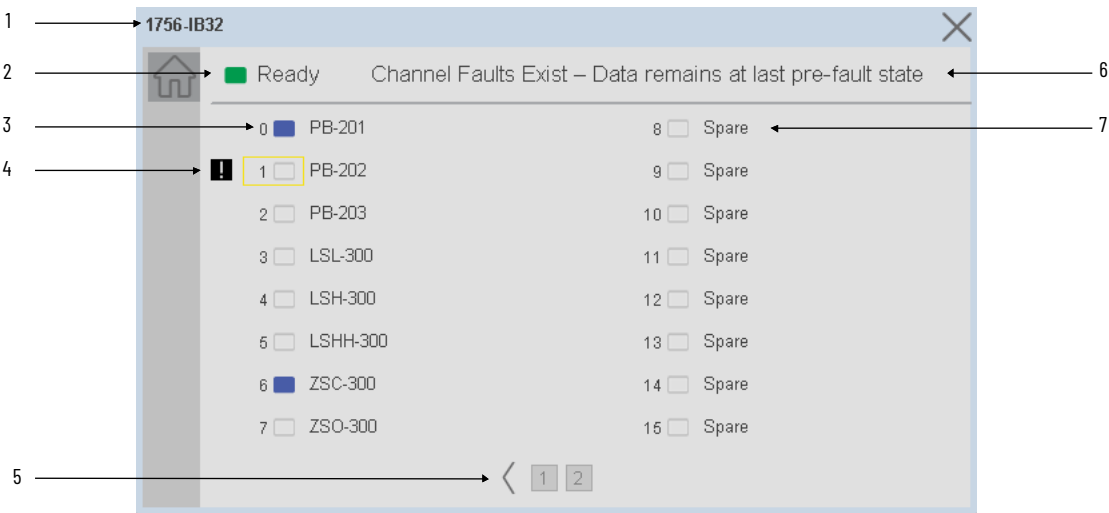 1 1756-IB32
2 Ready Channel Faults Exist – Data remains at last pre-fault state 6
3 0 PB-201 8 Spare 7
4 ! 1 PB-202 9 Spare
2 PB-203 10 Spare
3 LSL-300 11 Spare
4 LSH-300 12 Spare
5 LSHH-300 13 Spare
6 ZSC-300 14 Spare
7 ZSO-300 15 Spare
5 1 2